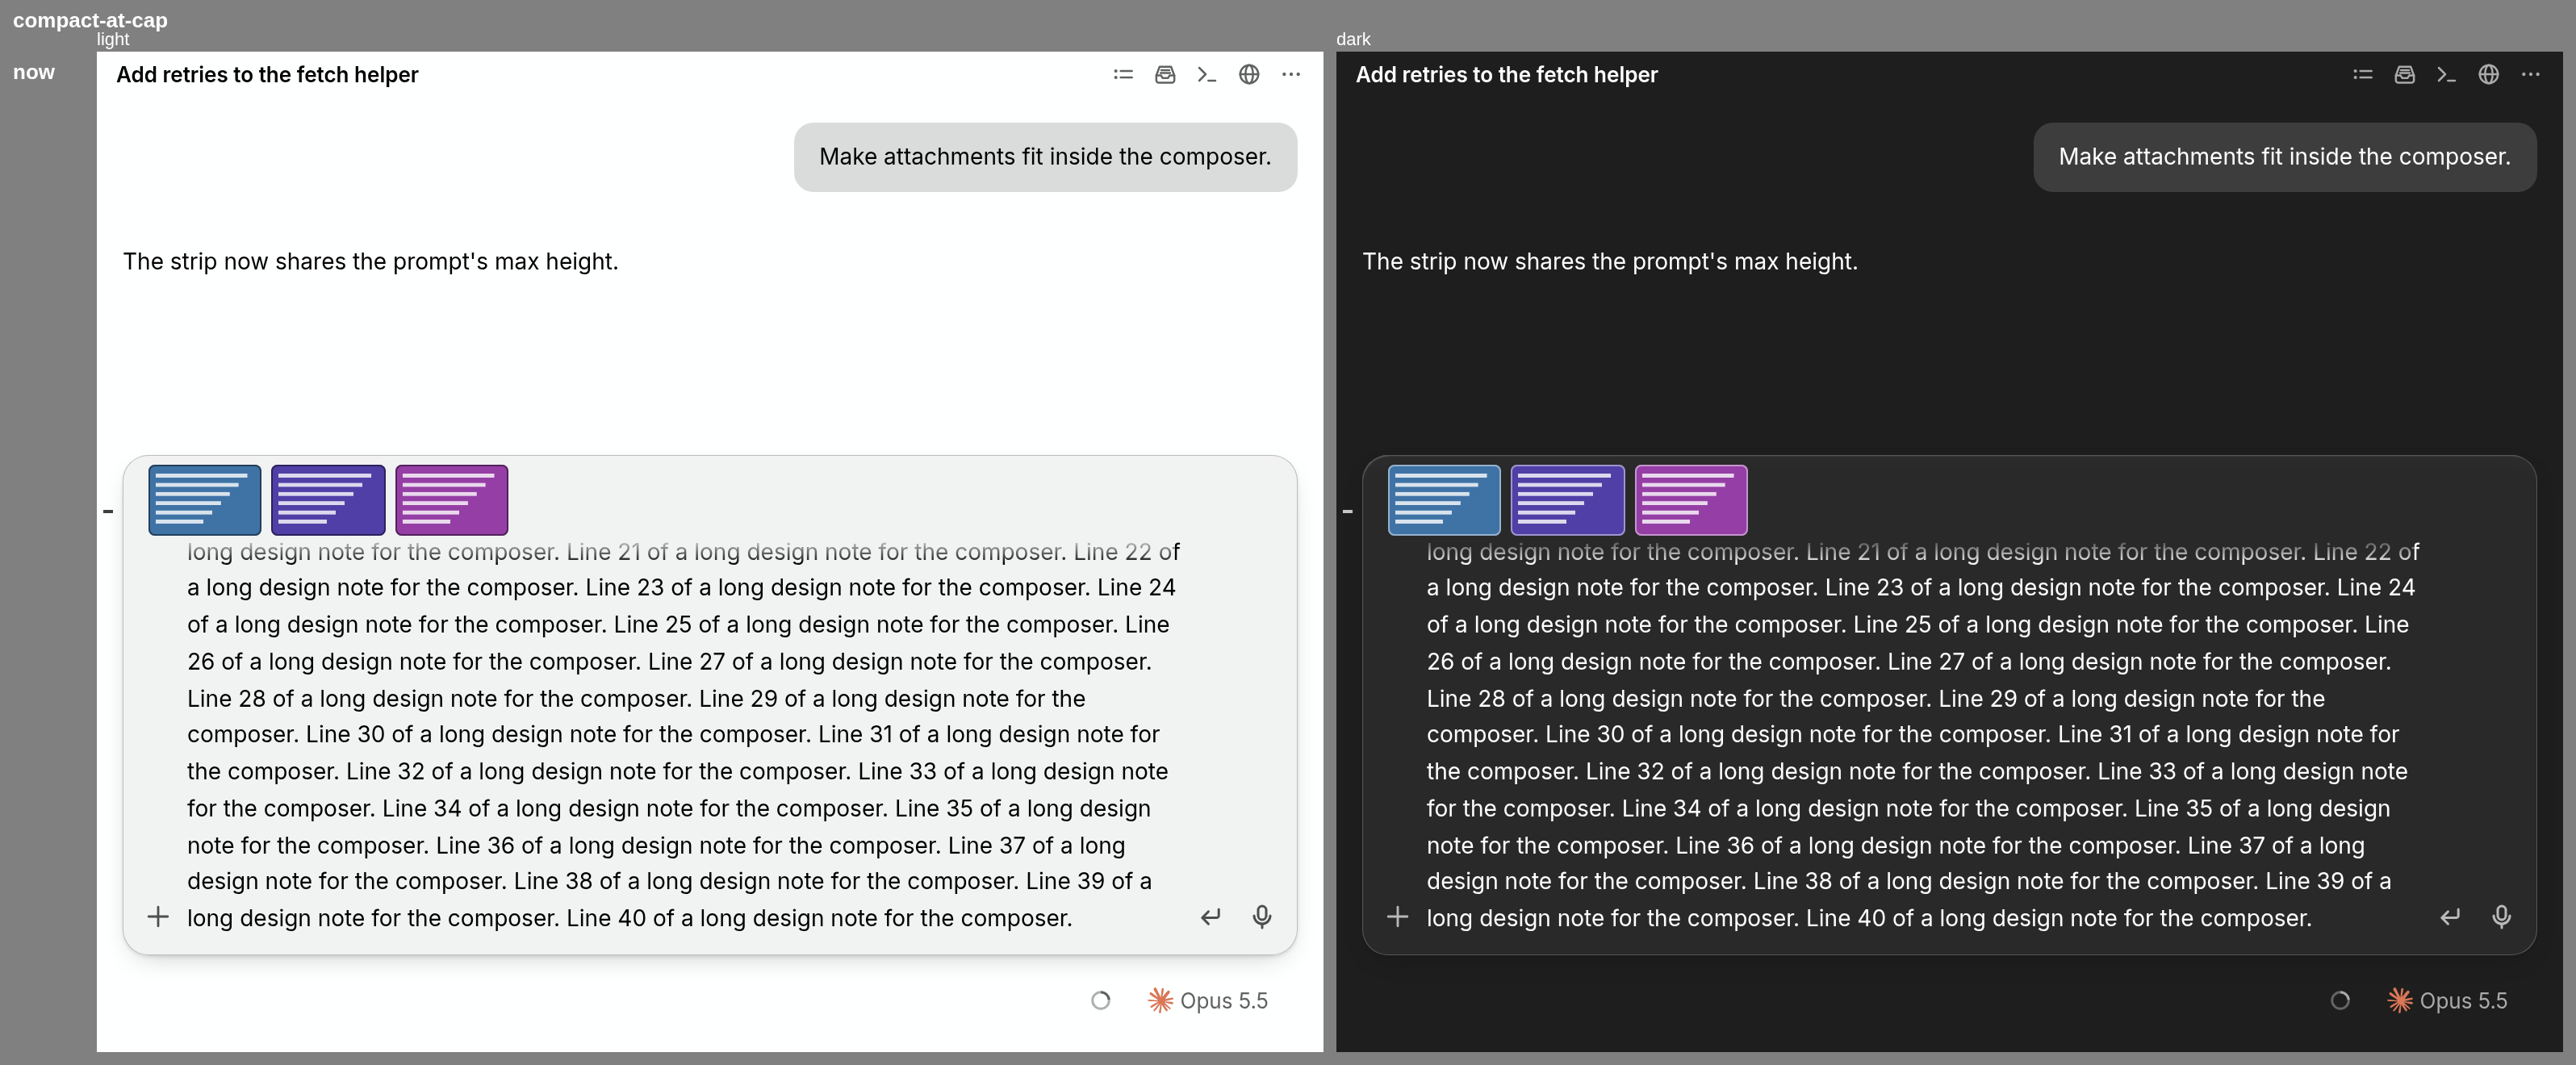 compact-at-cap
light
dark
now
Add retries to the fetch helper
Make attachments fit inside the composer.
The strip now shares the prompt's max height.
long design note for the composer. Line 21 of a long design note for the composer. Line 22 of
a long design note for the composer. Line 23 of a long design note for the composer. Line 24
of a long design note for the composer. Line 25 of a long design note for the composer. Line
26 of a long design note for the composer. Line 27 of a long design note for the composer.
Line 28 of a long design note for the composer. Line 29 of a long design note for the
composer. Line 30 of a long design note for the composer. Line 31 of a long design note for
the composer. Line 32 of a long design note for the composer. Line 33 of a long design note
for the composer. Line 34 of a long design note for the composer. Line 35 of a long design
note for the composer. Line 36 of a long design note for the composer. Line 37 of a long
design note for the composer. Line 38 of a long design note for the composer. Line 39 of a
long design note for the composer. Line 40 of a long design note for the composer.
Opus 5.5
Add retries to the fetch helper
Make attachments fit inside the composer.
The strip now shares the prompt's max height.
long design note for the composer. Line 21 of a long design note for the composer. Line 22 of
a long design note for the composer. Line 23 of a long design note for the composer. Line 24
of a long design note for the composer. Line 25 of a long design note for the composer. Line
26 of a long design note for the composer. Line 27 of a long design note for the composer.
Line 28 of a long design note for the composer. Line 29 of a long design note for the
composer. Line 30 of a long design note for the composer. Line 31 of a long design note for
the composer. Line 32 of a long design note for the composer. Line 33 of a long design note
for the composer. Line 34 of a long design note for the composer. Line 35 of a long design
note for the composer. Line 36 of a long design note for the composer. Line 37 of a long
design note for the composer. Line 38 of a long design note for the composer. Line 39 of a
long design note for the composer. Line 40 of a long design note for the composer.
Opus 5.5